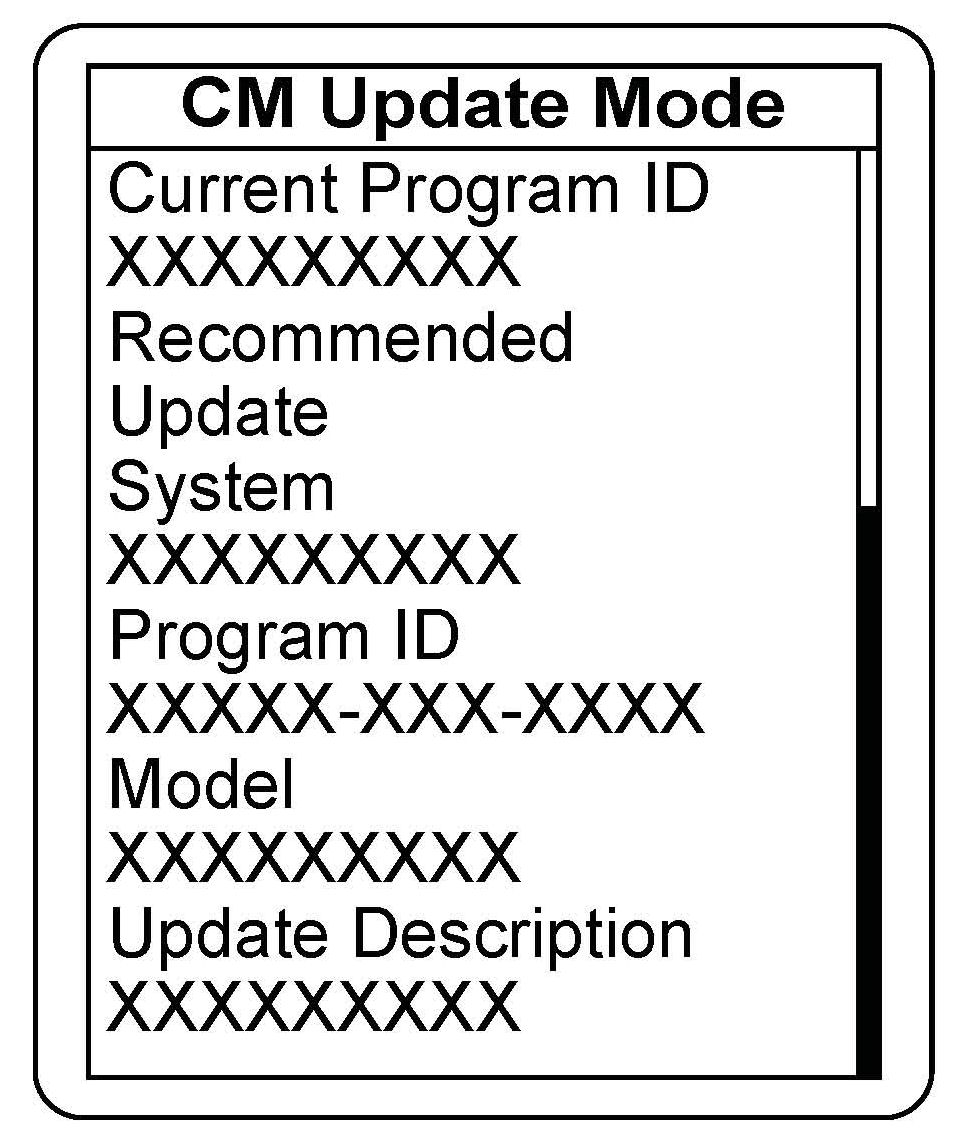 CM Update Mode
Current Program ID
XXXXXXXXX
Recommended
Update
System
XXXXXXXXX
Program ID
XXXXX-XXX-XXXX
Model
XXXXXXXXX
Update Description
XXXXXXXXX